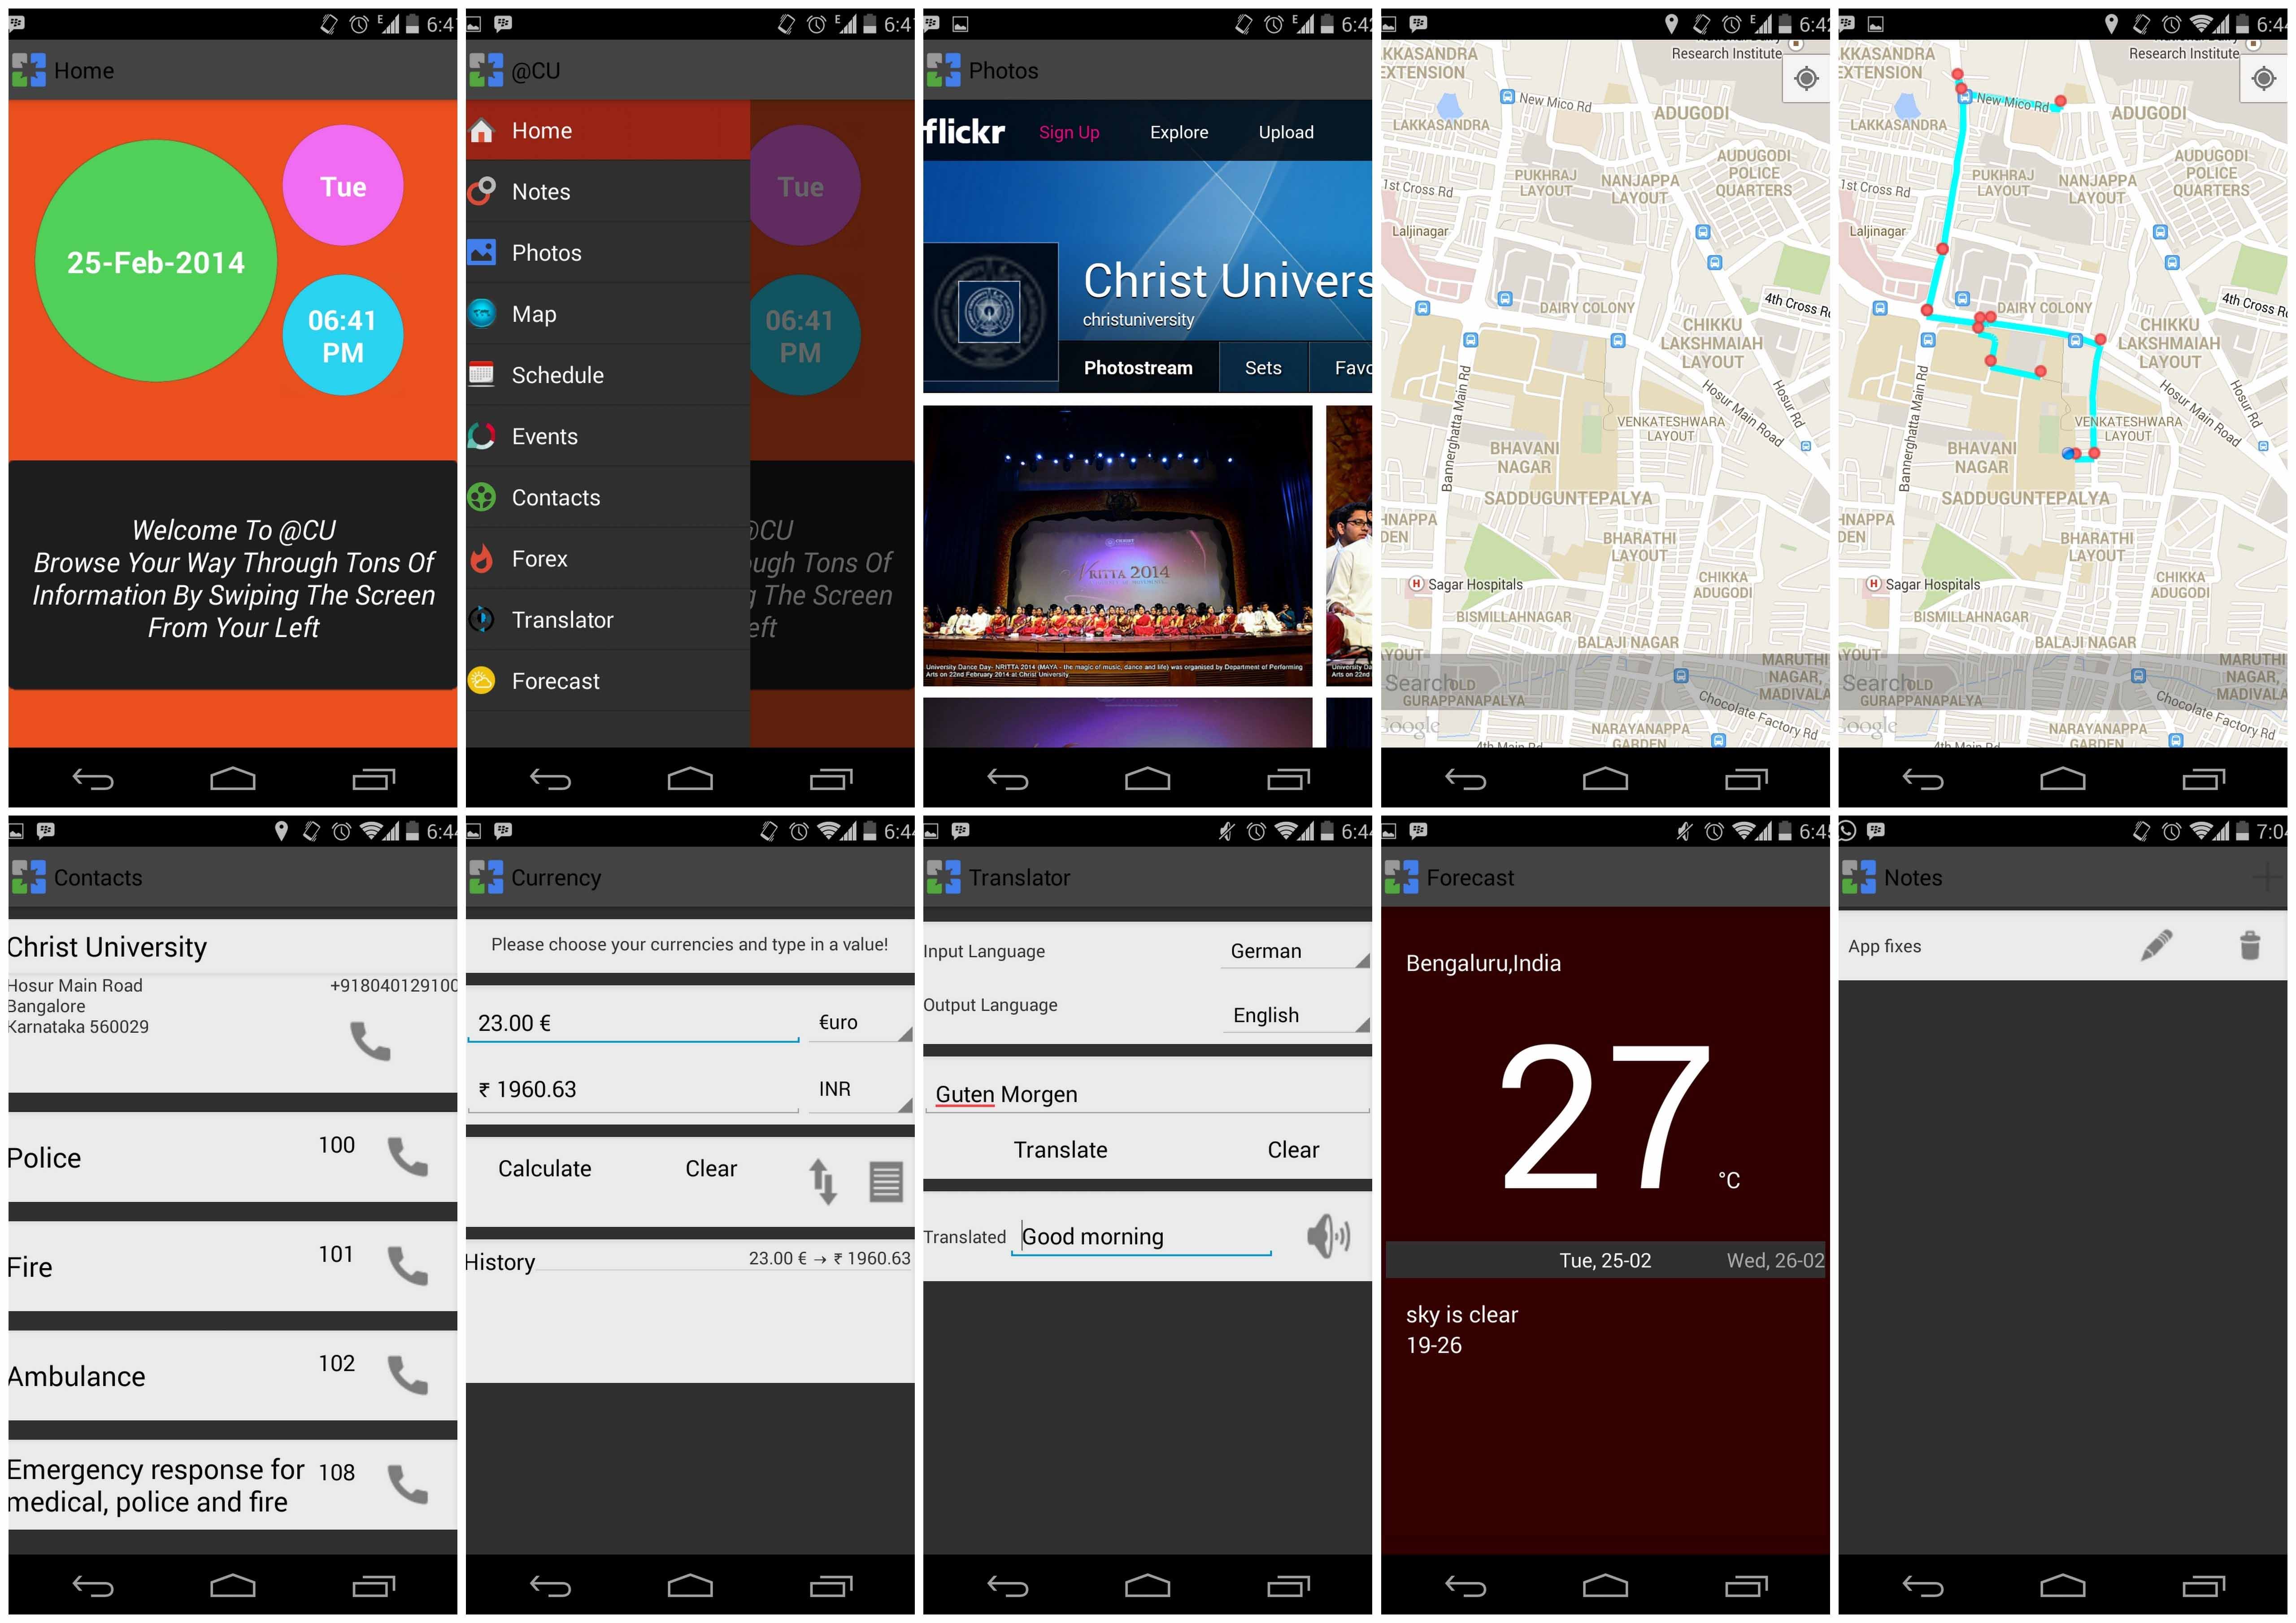 E 6:41
Home
25-Feb-2014
Tue
06:41
PM
Welcome To @CU
Browse Your Way Through Tons Of
Information By Swiping The Screen
From Your Left
E 6:41
@CU
Home
Notes
Photos
Map
Schedule
Events
Contacts
Forex
Translator
Forecast
Tue
06:41
PM
@CU
ugh Tons Of
g The Screen
eft
E 6:42
Photos
flickr Sign Up Explore Upload
Christ Univers
christuniversity
Photostream Sets Favo
NRITTA 2014
University Dance Day- NRITTA 2014 (MAYA - the magic of music, dance and life) was organised by Department of Performing
Arts on 22nd February 2014 at Christ University.
University Da
Arts on 22nd
E 6:42
Research Institute
KKASANDRA
EXTENSION
New Mico Rd
ADUGODI
LAKKASANDRA
AUDUGODI
POLICE
QUARTERS
PUKHRAJ
LAYOUT
NANJAPPA
LAYOUT
1st Cross Rd
Laljinagar
4th Cross Rd
DAIRY COLONY
CHIKKU
LAKSHMAIAH
LAYOUT
Bannerghatta Main Rd
Hosur Main Road
Hosur Rd
VENKATESHWARA
LAYOUT
BHAVANI
NAGAR
SADDUGUNTEPALYA
HNAPPA
DEN
BHARATHI
LAYOUT
H Sagar Hospitals
CHIKKA
ADUGODI
BISMILLAHNAGAR
BALAJI NAGAR
YOUT
MARUTHI
NAGAR,
MADIVALA
Search
OLD
GURAPPANAPALYA
Chocolate Factory Rd
Google
NARAYANAPPA
GARDEN
4th Main Rd
6:44
Research Institute
KKASANDRA
EXTENSION
New Mico Rd
ADUGODI
LAKKASANDRA
AUDUGODI
POLICE
QUARTERS
PUKHRAJ
LAYOUT
NANJAPPA
LAYOUT
1st Cross Rd
Laljinagar
4th Cross Rd
DAIRY COLONY
CHIKKU
LAKSHMAIAH
LAYOUT
Bannerghatta Main Rd
Hosur Main Road
Hosur Rd
VENKATESHWARA
LAYOUT
BHAVANI
NAGAR
SADDUGUNTEPALYA
HNAPPA
DEN
BHARATHI
LAYOUT
H Sagar Hospitals
CHIKKA
ADUGODI
BISMILLAHNAGAR
BALAJI NAGAR
YOUT
MARUTHI
NAGAR,
MADIVALA
Search
OLD
GURAPPANAPALYA
Chocolate Factory Rd
Google
NARAYANAPPA
GARDEN
4th Main Rd
6:44
Contacts
Christ University
Hosur Main Road +918040129100
Bangalore
Karnataka 560029
Police 100
Fire 101
Ambulance 102
Emergency response for 108
medical, police and fire
6:44
Currency
Please choose your currencies and type in a value!
23.00 € €uro
₹ 1960.63 INR
Calculate Clear
History 23.00 € → ₹ 1960.63
6:44
Translator
Input Language German
Output Language English
Guten Morgen
Translate Clear
Translated Good morning
6:45
Forecast
Bengaluru,India
27 °C
Tue, 25-02 Wed, 26-02
sky is clear
19-26
7:04
Notes
App fixes